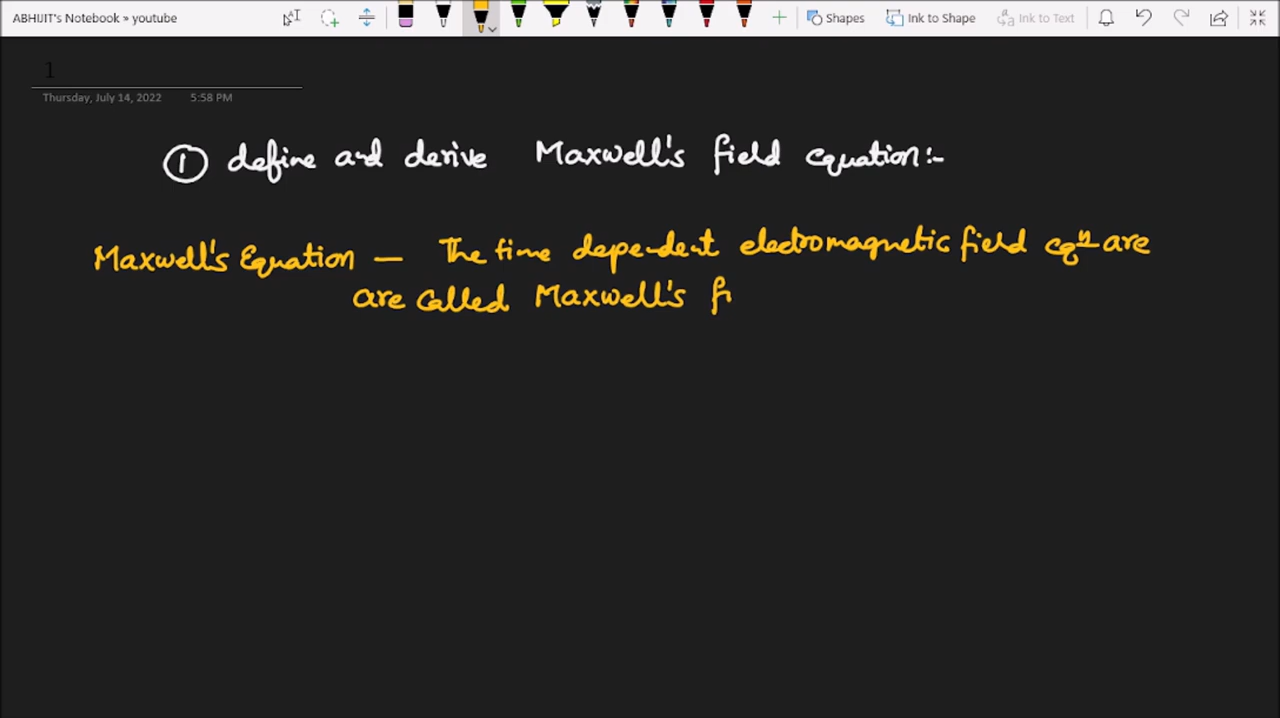 ABHIJIT's Notebook » youtube
Shapes
Ink to Shape
Ink to Text
1
Thursday, July 14, 2022 5:58 PM
① define and derive Maxwell's field equation:-
Maxwell's Equation — The time dependent electromagnetic field eqⁿ are
are called Maxwell's f